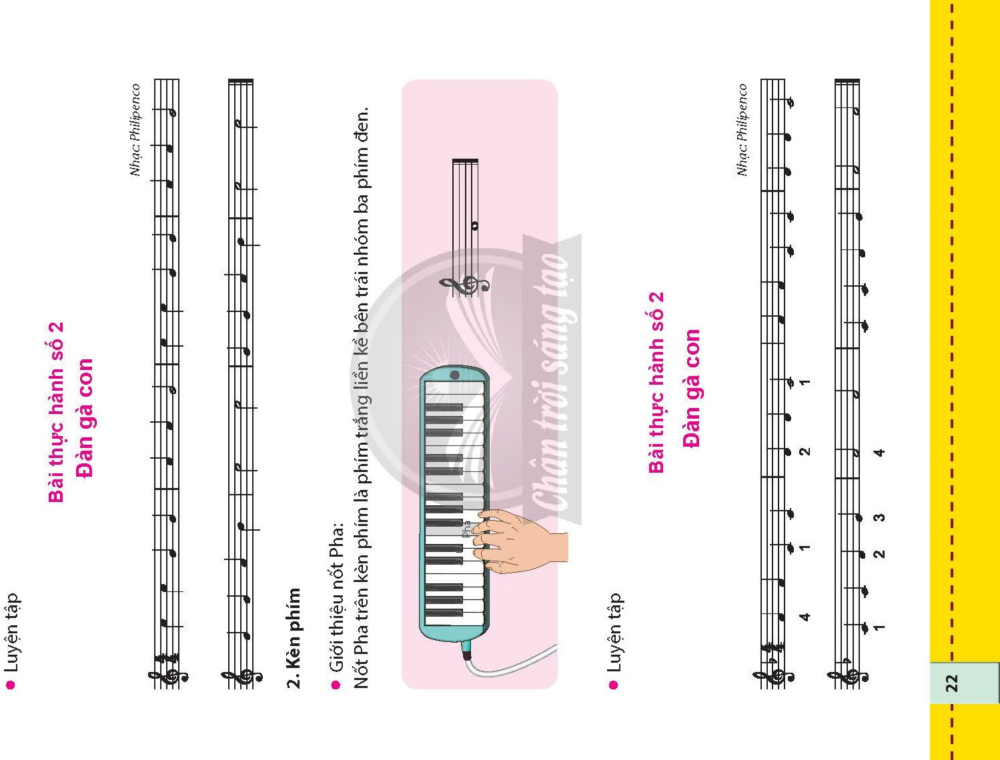 ● Luyện tập
Bài thực hành số 2
Đàn gà con
Nhạc: Philipenco
2. Kèn phím
● Giới thiệu nốt Pha:
Nốt Pha trên kèn phím là phím trắng liền kề bên trái nhóm ba phím đen.
Pha
Chân trời sáng tạo
● Luyện tập
Bài thực hành số 2
Đàn gà con
Nhạc: Philipenco
4 1 2 1
1 2 3 4
22